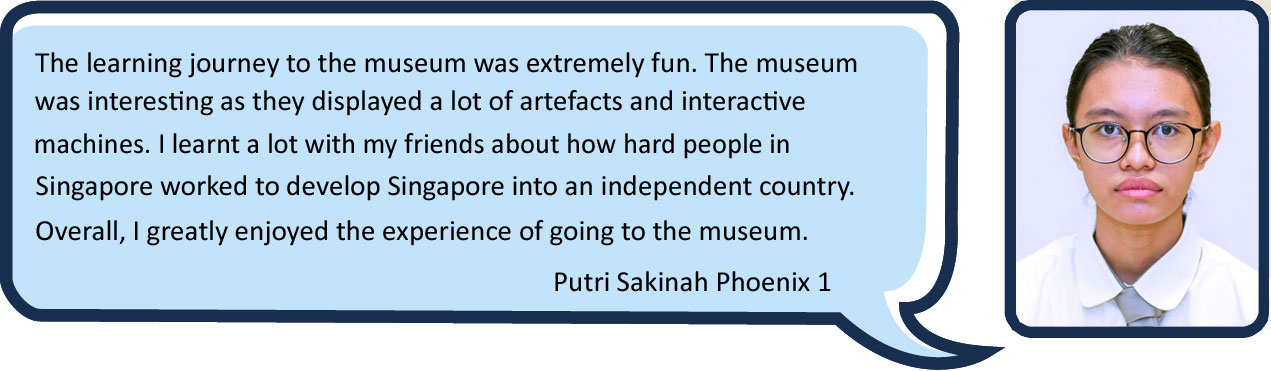 The learning journey to the museum was extremely fun. The museum
was interesting as they displayed a lot of artefacts and interactive
machines. I learnt a lot with my friends about how hard people in
Singapore worked to develop Singapore into an independent country.
Overall, I greatly enjoyed the experience of going to the museum.
Putri Sakinah Phoenix 1